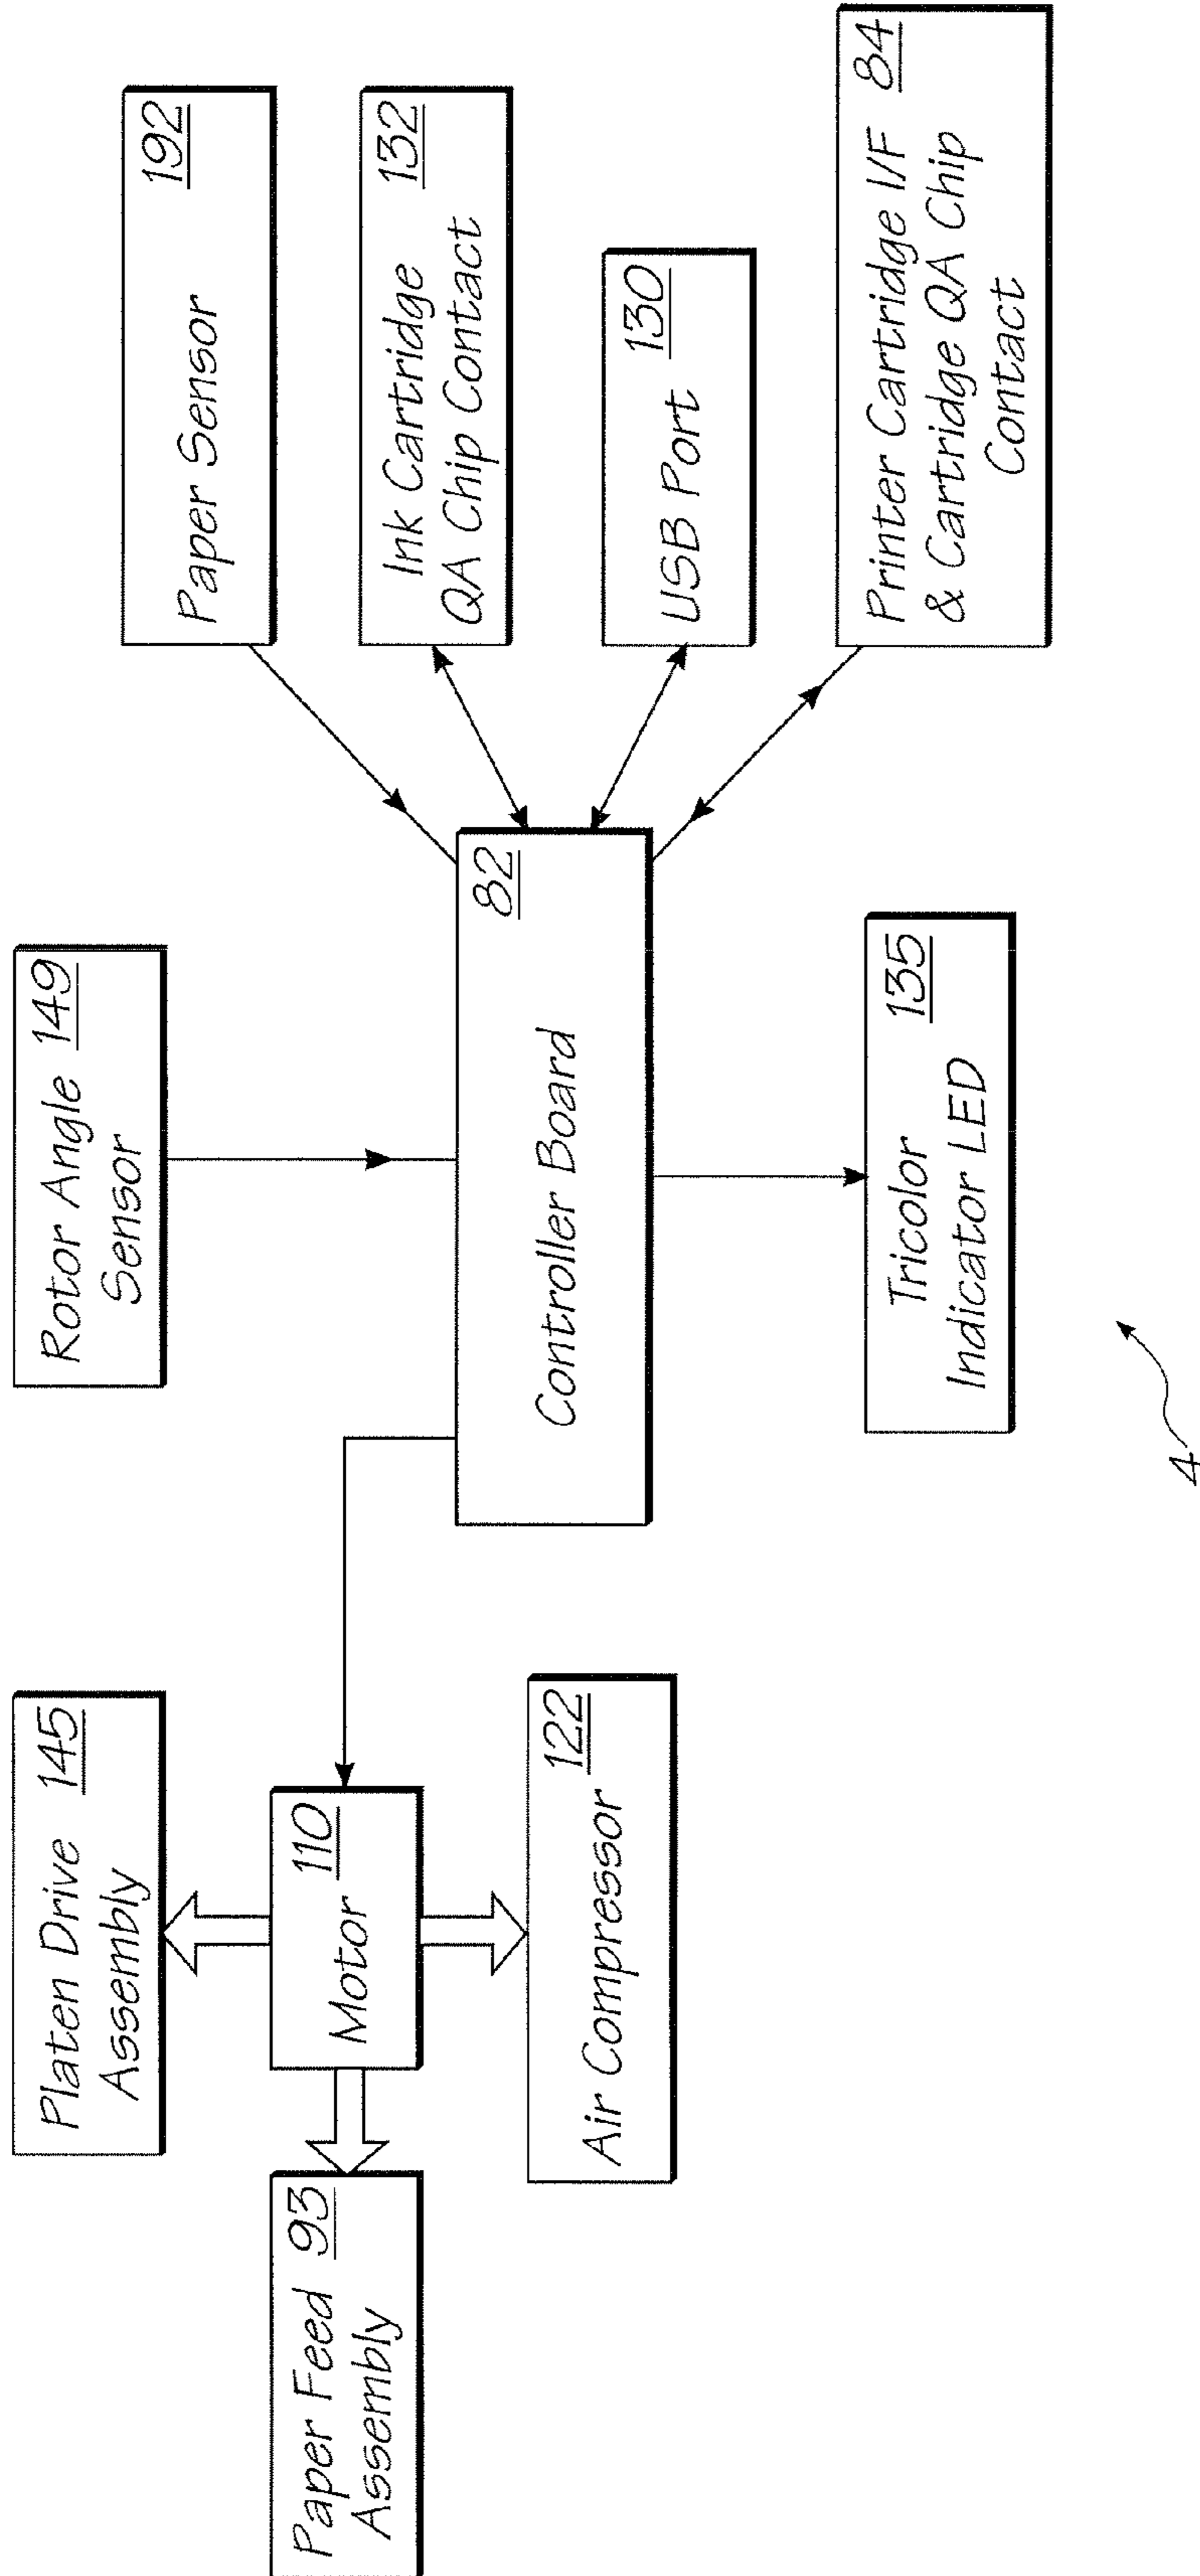 Platen Drive 145
Assembly
Rotor Angle 149
Sensor
Paper Sensor 192
Paper Feed 93
Assembly
Motor 110
Ink Cartridge 132
QA Chip Contact
Controller Board 82
Air Compressor 122
USB Port 130
Tricolor 135
Indicator LED
Printer Cartridge I/F 84
& Cartridge QA Chip
Contact
4